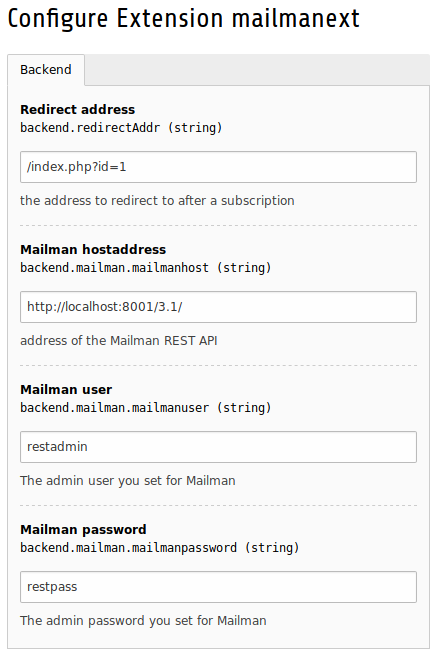 Configure Extension mailmanext
Backend
Redirect address
backend.redirectAddr (string)
/index.php?id=1
the address to redirect to after a subscription
Mailman hostaddress
backend.mailman.mailmanhost (string)
http://localhost:8001/3.1/
address of the Mailman REST API
Mailman user
backend.mailman.mailmanuser (string)
restadmin
The admin user you set for Mailman
Mailman password
backend.mailman.mailmanpassword (string)
restpass
The admin password you set for Mailman